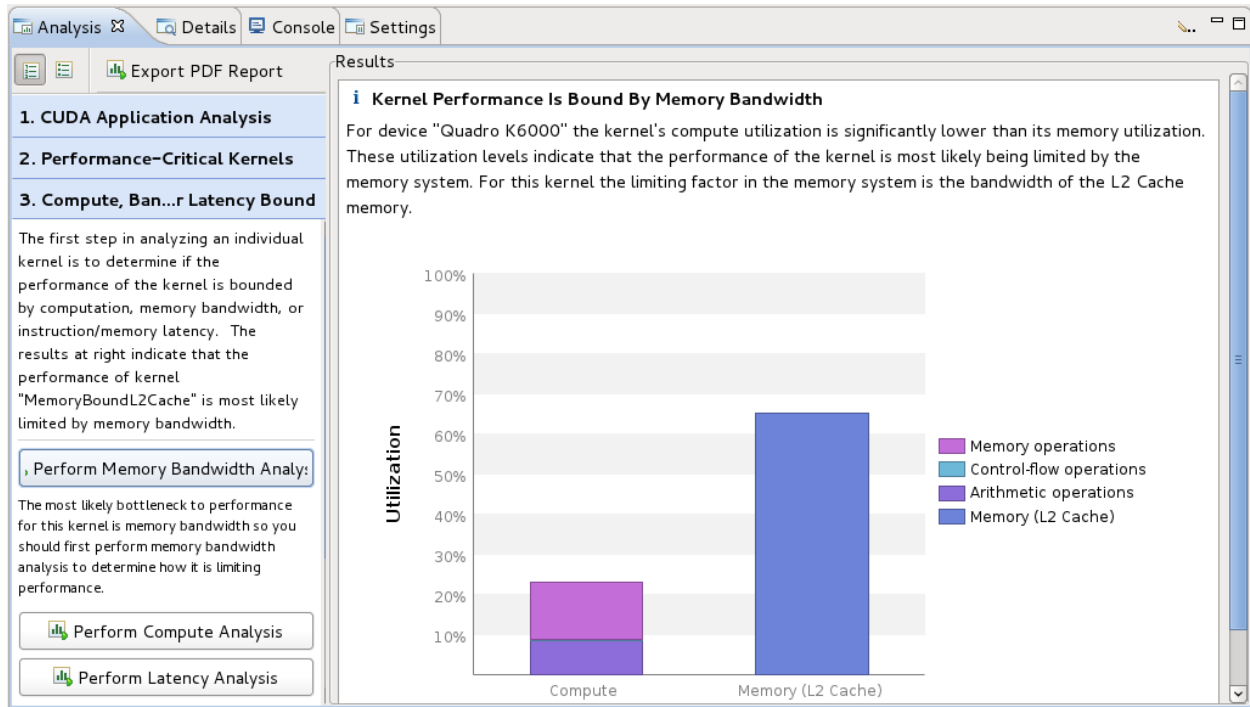 Analysis
Details
Console
Settings
Export PDF Report
1. CUDA Application Analysis
2. Performance-Critical Kernels
3. Compute, Ban...r Latency Bound
The first step in analyzing an individual
kernel is to determine if the
performance of the kernel is bounded
by computation, memory bandwidth, or
instruction/memory latency. The
results at right indicate that the
performance of kernel
"MemoryBoundL2Cache" is most likely
limited by memory bandwidth.
Perform Memory Bandwidth Analys
The most likely bottleneck to performance
for this kernel is memory bandwidth so you
should first perform memory bandwidth
analysis to determine how it is limiting
performance.
Perform Compute Analysis
Perform Latency Analysis
Results
i Kernel Performance Is Bound By Memory Bandwidth
For device "Quadro K6000" the kernel's compute utilization is significantly lower than its memory utilization.
These utilization levels indicate that the performance of the kernel is most likely being limited by the
memory system. For this kernel the limiting factor in the memory system is the bandwidth of the L2 Cache
memory.
100%
90%
80%
70%
60%
50%
40%
30%
20%
10%
Utilization
Compute
Memory (L2 Cache)
Memory operations
Control-flow operations
Arithmetic operations
Memory (L2 Cache)